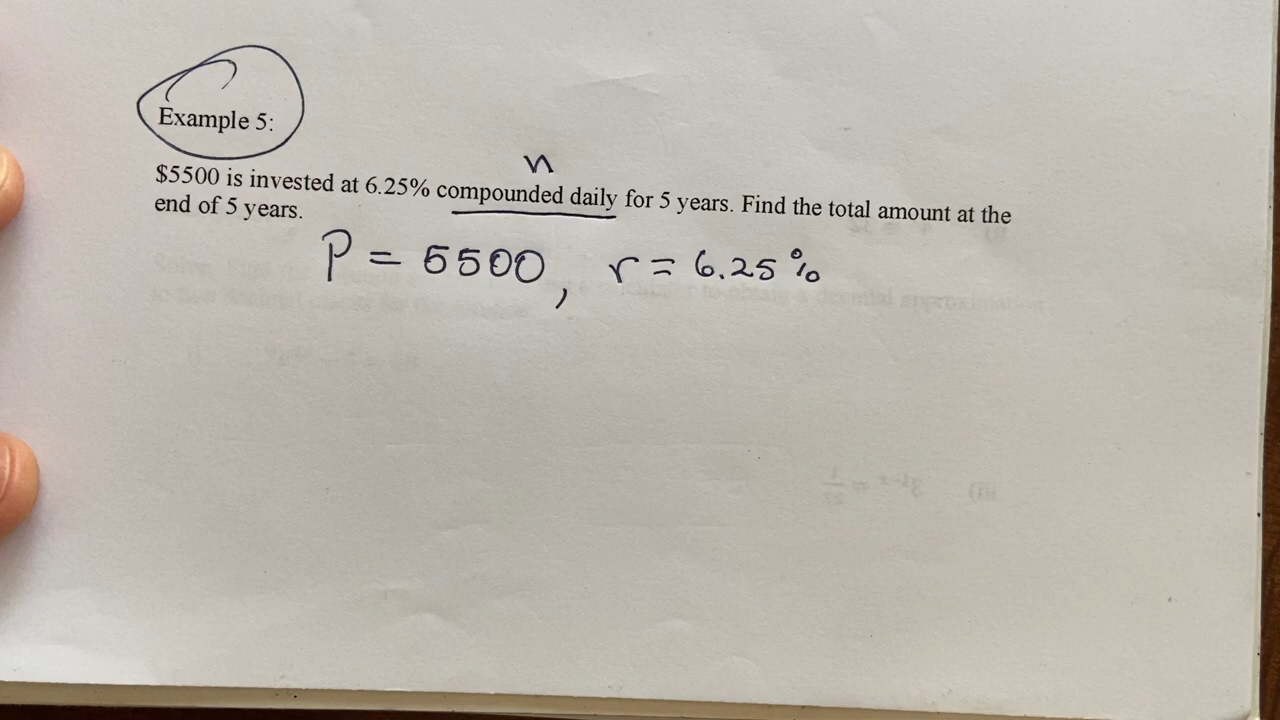 Example 5:
n
$5500 is invested at 6.25% compounded daily for 5 years. Find the total amount at the
end of 5 years.
P = 5500, r = 6.25%